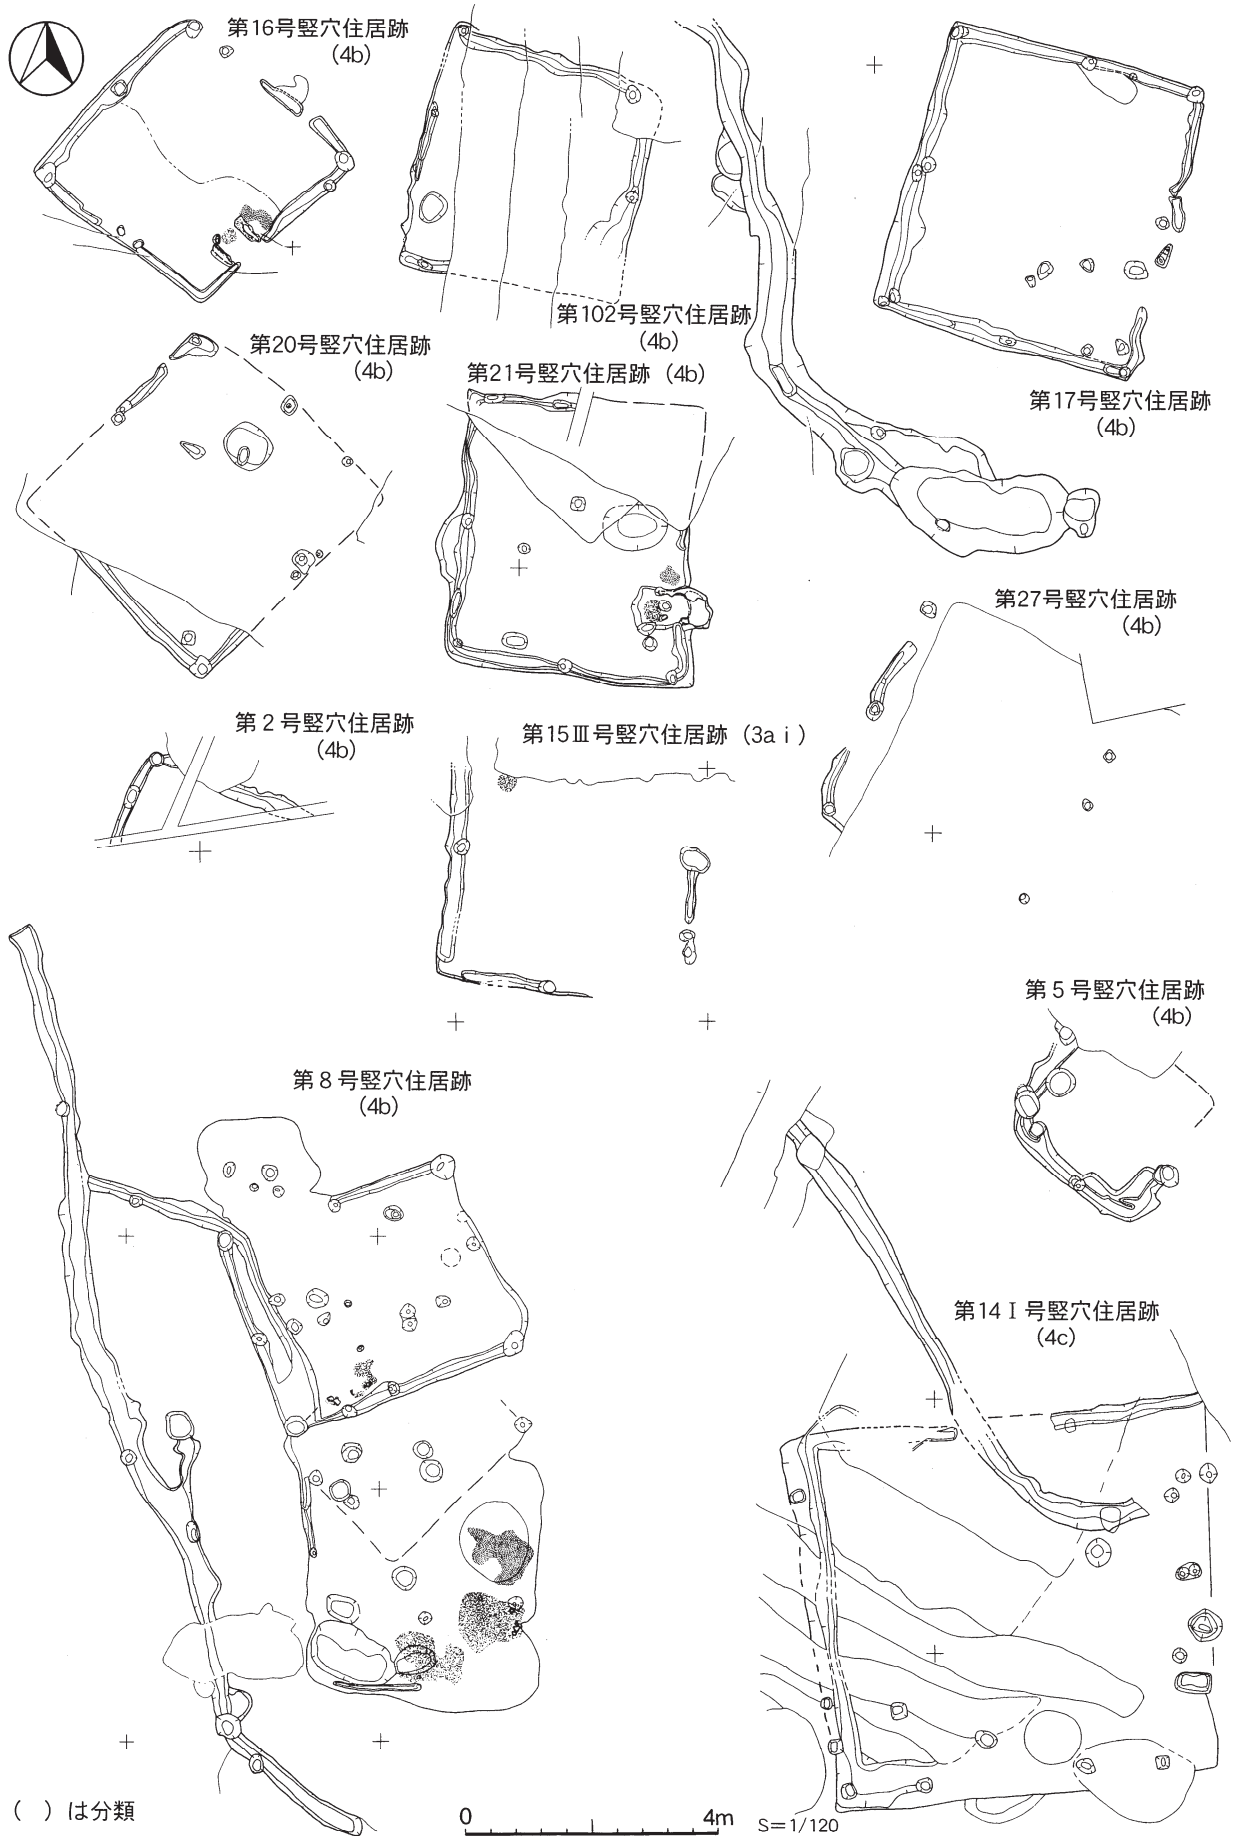 第16号竪穴住居跡
(4b)
第102号竪穴住居跡
(4b)
第17号竪穴住居跡
(4b)
第20号竪穴住居跡
(4b)
第21号竪穴住居跡（4b）
第27号竪穴住居跡
(4b)
第２号竪穴住居跡
(4b)
第15Ⅲ号竪穴住居跡（3aｉ）
第５号竪穴住居跡
(4b)
第８号竪穴住居跡
(4b)
第14Ⅰ号竪穴住居跡
(4c)
（　）は分類
0 4m
S＝1/120